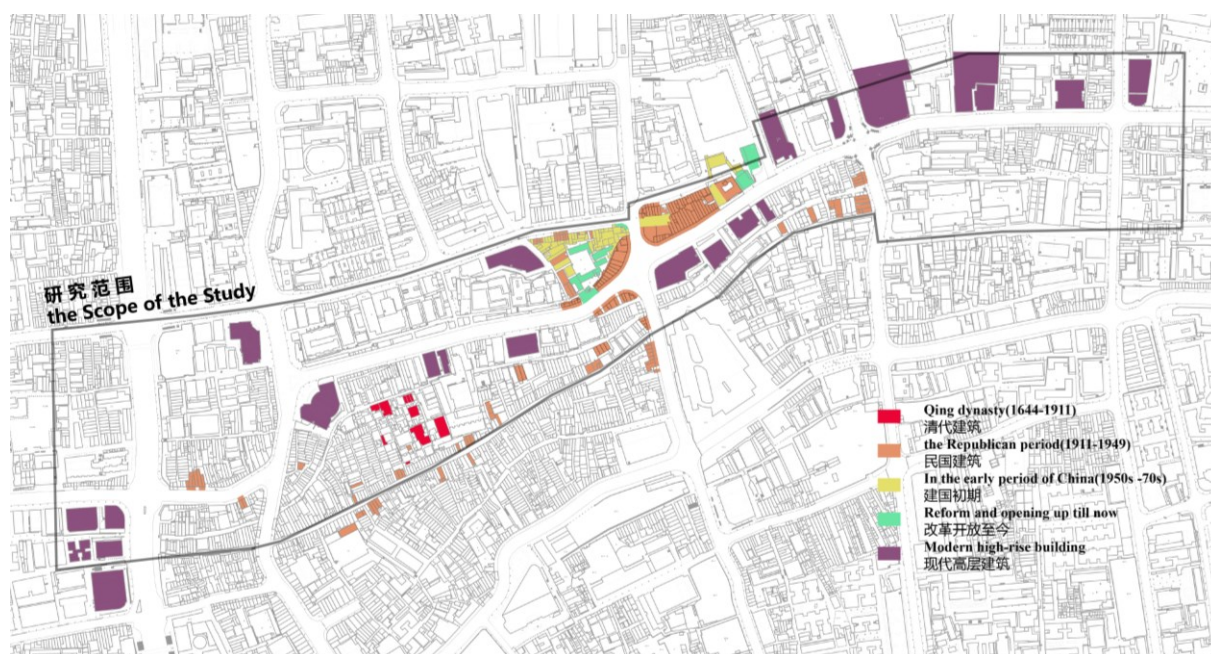 研究范围
the Scope of the Study
Qing dynasty(1644-1911)
清代建筑
the Republican period(1911-1949)
民国建筑
In the early period of China(1950s -70s)
建国初期
Reform and opening up till now
改革开放至今
Modern high-rise building
现代高层建筑